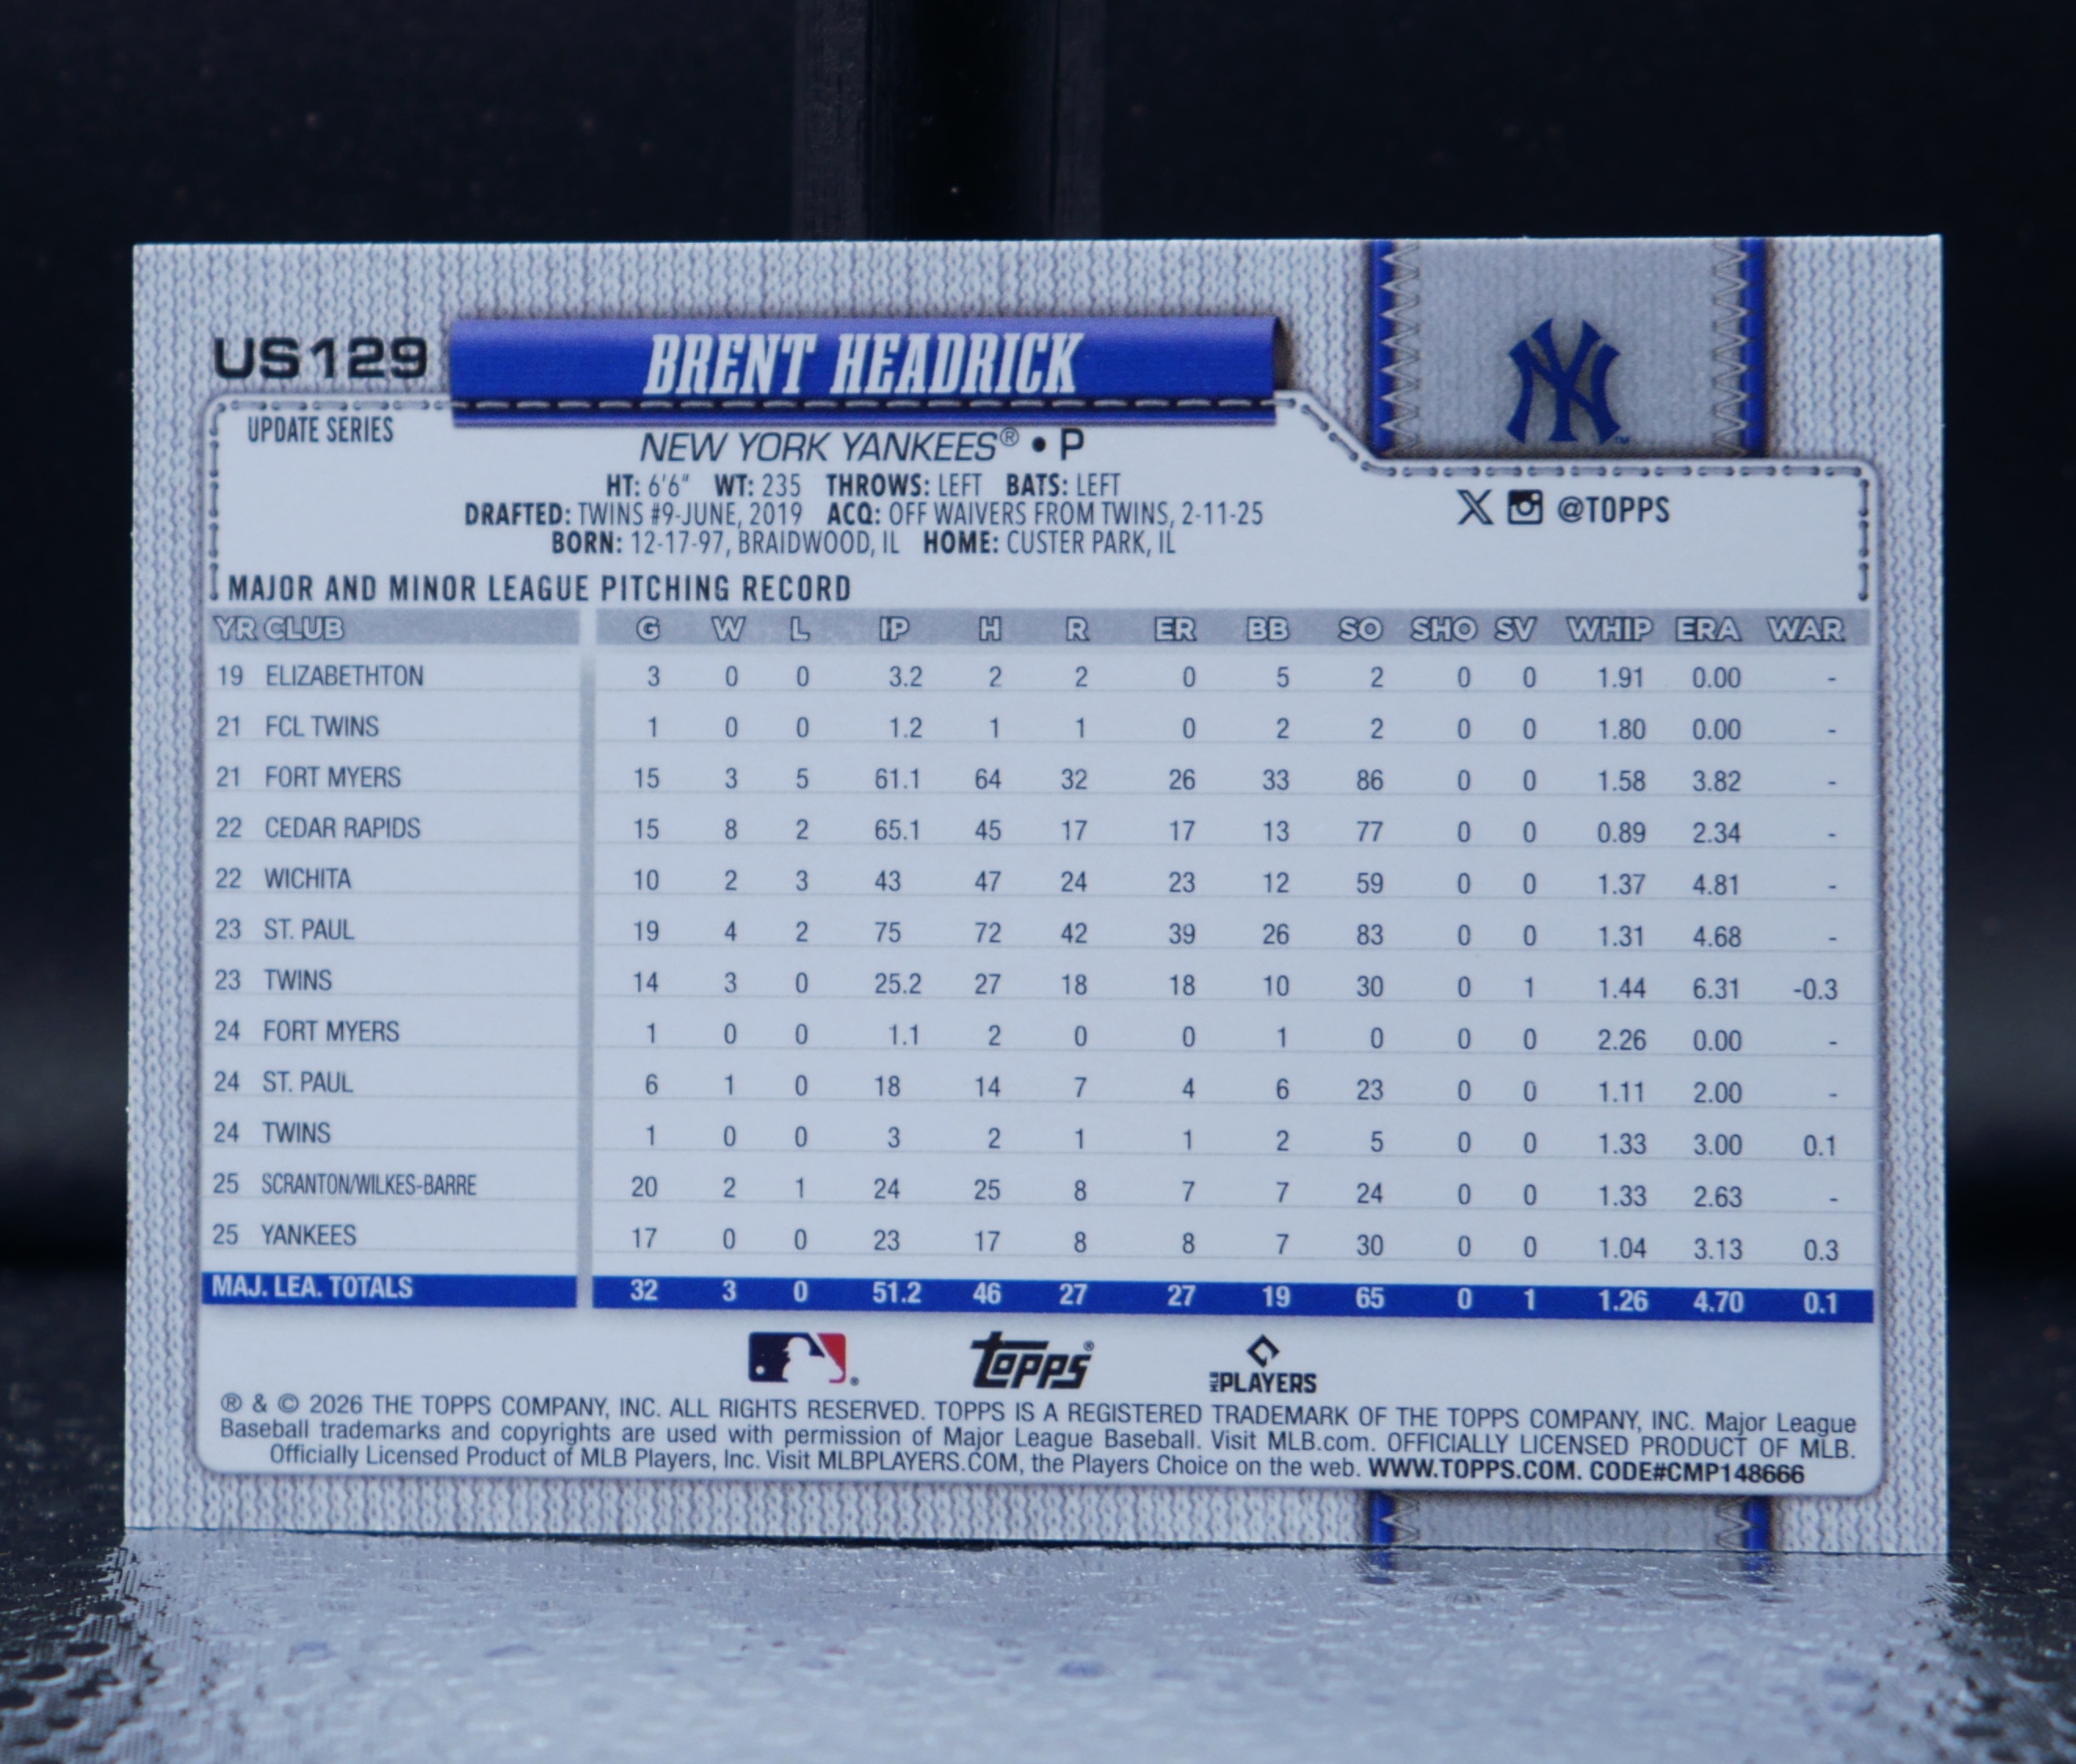 US129
BRENT HEADRICK
NY
TM
UPDATE SERIES
NEW YORK YANKEES® • P
HT: 6'6" WT: 235 THROWS: LEFT BATS: LEFT
DRAFTED: TWINS #9-JUNE, 2019 ACQ: OFF WAIVERS FROM TWINS, 2-11-25
BORN: 12-17-97, BRAIDWOOD, IL HOME: CUSTER PARK, IL
X @TOPPS
MAJOR AND MINOR LEAGUE PITCHING RECORD
YR CLUB G W L IP H R ER BB SO SHO SV WHIP ERA WAR
19 ELIZABETHTON 3 0 0 3.2 2 2 0 5 2 0 0 1.91 0.00 -
21 FCL TWINS 1 0 0 1.2 1 1 0 2 2 0 0 1.80 0.00 -
21 FORT MYERS 15 3 5 61.1 64 32 26 33 86 0 0 1.58 3.82 -
22 CEDAR RAPIDS 15 8 2 65.1 45 17 17 13 77 0 0 0.89 2.34 -
22 WICHITA 10 2 3 43 47 24 23 12 59 0 0 1.37 4.81 -
23 ST. PAUL 19 4 2 75 72 42 39 26 83 0 0 1.31 4.68 -
23 TWINS 14 3 0 25.2 27 18 18 10 30 0 1 1.44 6.31 -0.3
24 FORT MYERS 1 0 0 1.1 2 0 0 1 0 0 0 2.26 0.00 -
24 ST. PAUL 6 1 0 18 14 7 4 6 23 0 0 1.11 2.00 -
24 TWINS 1 0 0 3 2 1 1 2 5 0 0 1.33 3.00 0.1
25 SCRANTON/WILKES-BARRE 20 2 1 24 25 8 7 7 24 0 0 1.33 2.63 -
25 YANKEES 17 0 0 23 17 8 8 7 30 0 0 1.04 3.13 0.3
MAJ. LEA. TOTALS 32 3 0 51.2 46 27 27 19 65 0 1 1.26 4.70 0.1
® topps® MLB PLAYERS
® & © 2026 THE TOPPS COMPANY, INC. ALL RIGHTS RESERVED. TOPPS IS A REGISTERED TRADEMARK OF THE TOPPS COMPANY, INC. Major League
Baseball trademarks and copyrights are used with permission of Major League Baseball. Visit MLB.com. OFFICIALLY LICENSED PRODUCT OF MLB.
Officially Licensed Product of MLB Players, Inc. Visit MLBPLAYERS.COM, the Players Choice on the web. WWW.TOPPS.COM. CODE#CMP148666